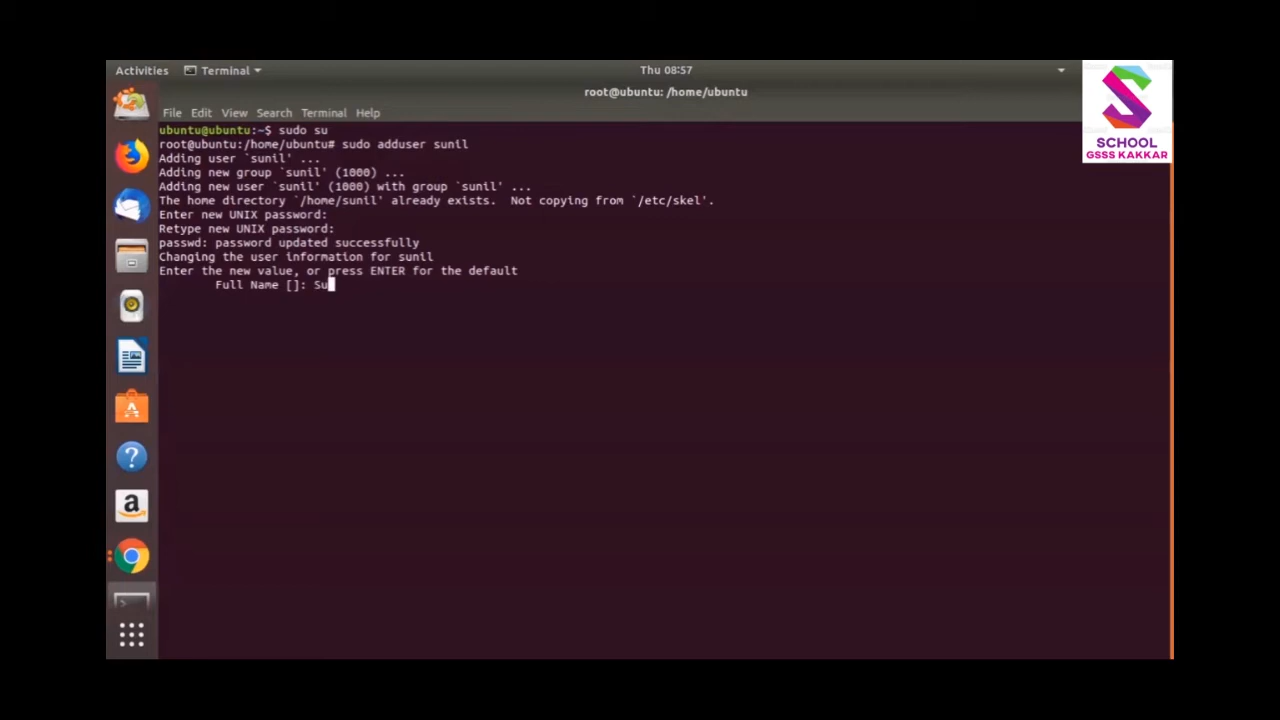 Activities Terminal Thu 08:57
root@ubuntu: /home/ubuntu
File Edit View Search Terminal Help
ubuntu@ubuntu:~$ sudo su
root@ubuntu:/home/ubuntu# sudo adduser sunil
Adding user `sunil' ...
Adding new group `sunil' (1000) ...
Adding new user `sunil' (1000) with group `sunil' ...
The home directory `/home/sunil' already exists.  Not copying from `/etc/skel'.
Enter new UNIX password:
Retype new UNIX password:
passwd: password updated successfully
Changing the user information for sunil
Enter the new value, or press ENTER for the default
Full Name []: Su
SCHOOL
GSSS KAKKAR